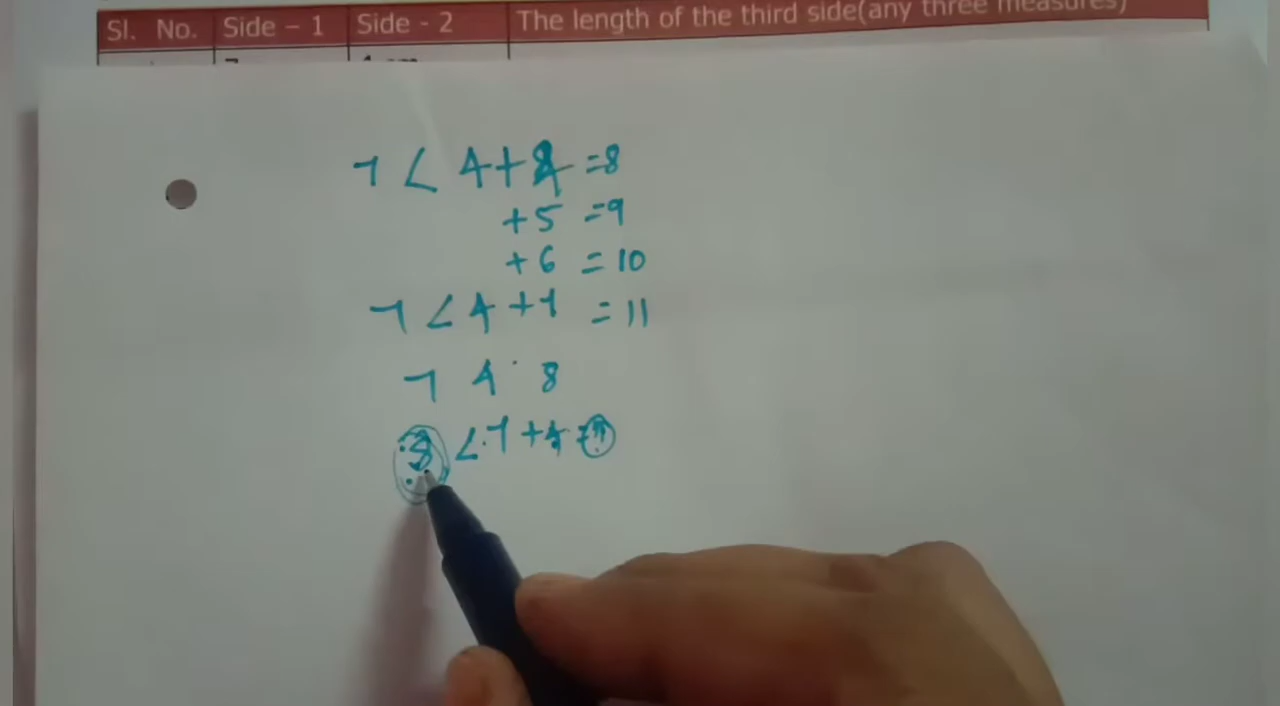 Sl. No. Side – 1 Side - 2 The length of the third side(any three measures)
7 < 4+4 =8
+5 =9
+6 =10
7 < 4 +7 =11
7 4 8
8 < 7 +4 =11